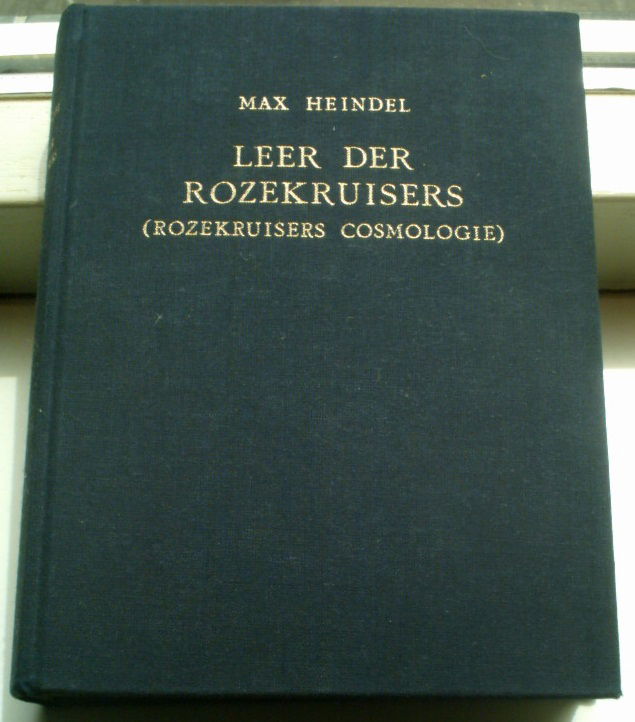 MAX HEINDEL
LEER DER
ROZEKRUISERS
(ROZEKRUISERS COSMOLOGIE)